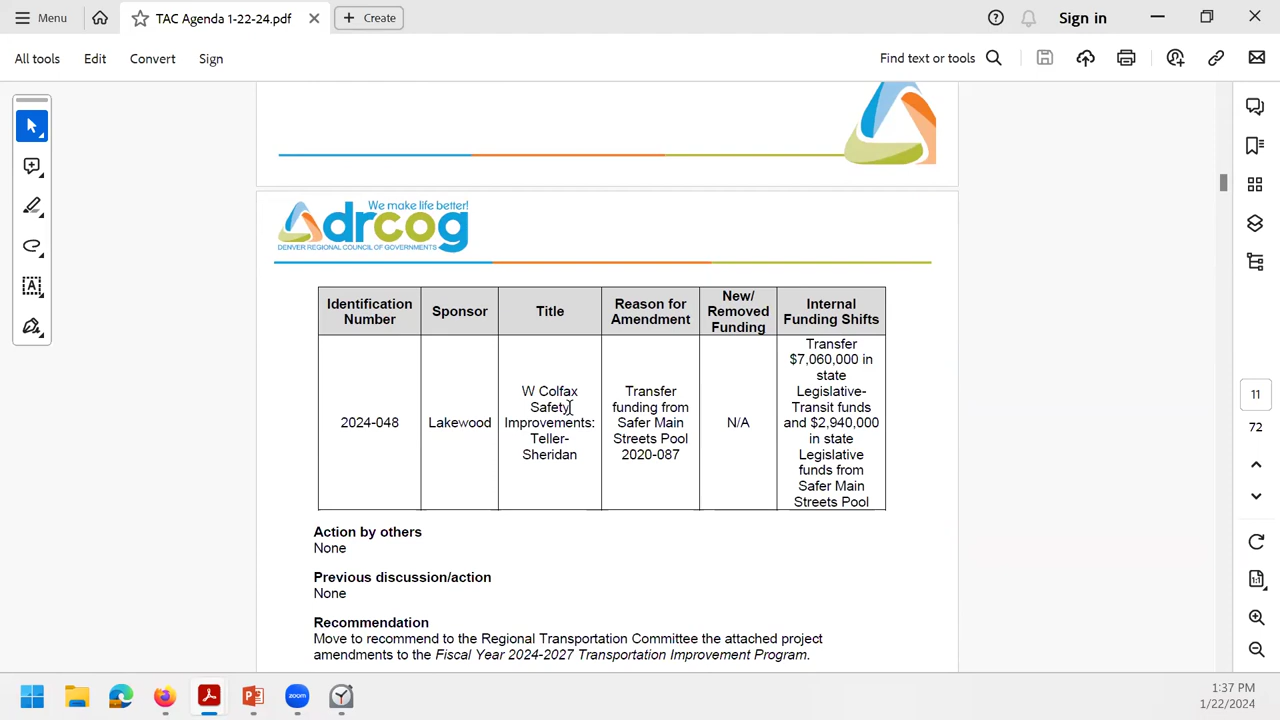 Menu
TAC Agenda 1-22-24.pdf
Create
Sign in
All tools
Edit
Convert
Sign
Find text or tools
We make life better!
drcog
DENVER REGIONAL COUNCIL OF GOVERNMENTS
Identification Number
Sponsor
Title
Reason for Amendment
New/ Removed Funding
Internal Funding Shifts
2024-048
Lakewood
W Colfax
Safety
Improvements:
Teller-
Sheridan
Transfer
funding from
Safer Main
Streets Pool
2020-087
N/A
Transfer
$7,060,000 in
state
Legislative-
Transit funds
and $2,940,000
in state
Legislative
funds from
Safer Main
Streets Pool
Action by others
None
Previous discussion/action
None
Recommendation
Move to recommend to the Regional Transportation Committee the attached project
amendments to the Fiscal Year 2024-2027 Transportation Improvement Program.
11
72
1:1
zoom
1:37 PM
1/22/2024